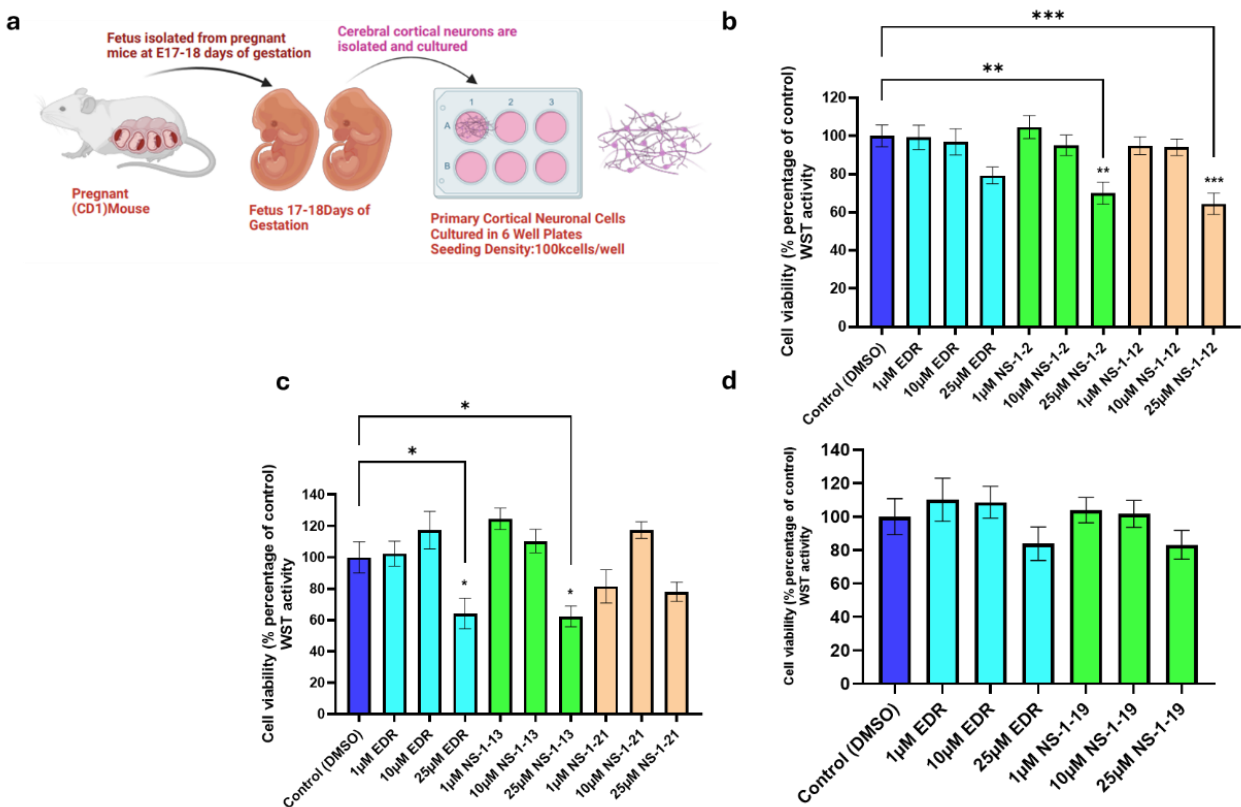 a
Fetus isolated from pregnant
mice at E17-18 days of gestation
Cerebral cortical neurons are
isolated and cultured
1 2 3
A
B
Pregnant
(CD1)Mouse
Fetus 17-18Days of
Gestation
Primary Cortical Neuronal Cells
Cultured in 6 Well Plates
Seeding Density:100kcells/well
b
***
**
Cell viability (% percentage of control)
WST activity
120
100
80
60
40
20
0
**
***
Control (DMSO)
1µM EDR
10µM EDR
25µM EDR
1µM NS-1-2
10µM NS-1-2
25µM NS-1-2
1µM NS-1-12
10µM NS-1-12
25µM NS-1-12
c
*
*
Cell viability (% percentage of control)
WST activity
140
120
100
80
60
40
20
0
*
*
Control (DMSO)
1µM EDR
10µM EDR
25µM EDR
1µM NS-1-13
10µM NS-1-13
25µM NS-1-13
1µM NS-1-21
10µM NS-1-21
25µM NS-1-21
d
Cell viability (% percentage of control)
WST activity
140
120
100
80
60
40
20
0
Control (DMSO)
1µM EDR
10µM EDR
25µM EDR
1µM NS-1-19
10µM NS-1-19
25µM NS-1-19